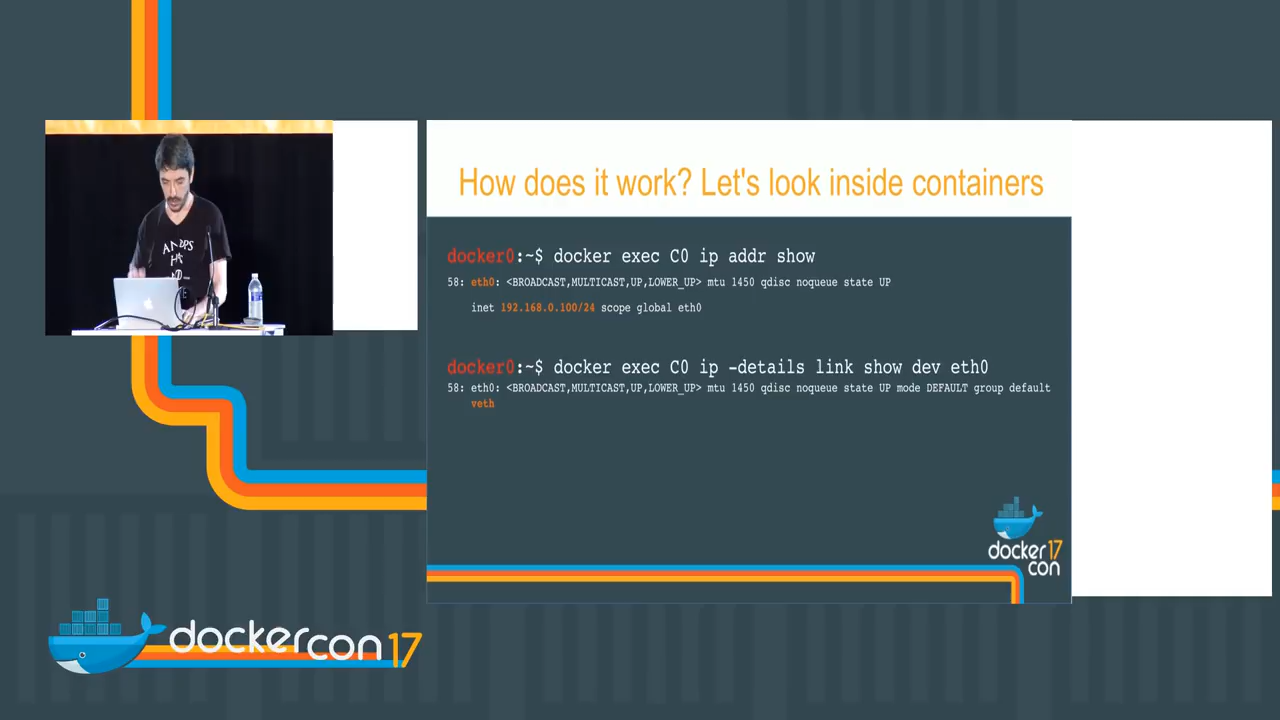 How does it work? Let's look inside containers
docker0:~$ docker exec C0 ip addr show
58: eth0: <BROADCAST,MULTICAST,UP,LOWER_UP> mtu 1450 qdisc noqueue state UP
inet 192.168.0.100/24 scope global eth0
docker0:~$ docker exec C0 ip -details link show dev eth0
58: eth0: <BROADCAST,MULTICAST,UP,LOWER_UP> mtu 1450 qdisc noqueue state UP mode DEFAULT group default
veth
docker 17
con
dockercon 17